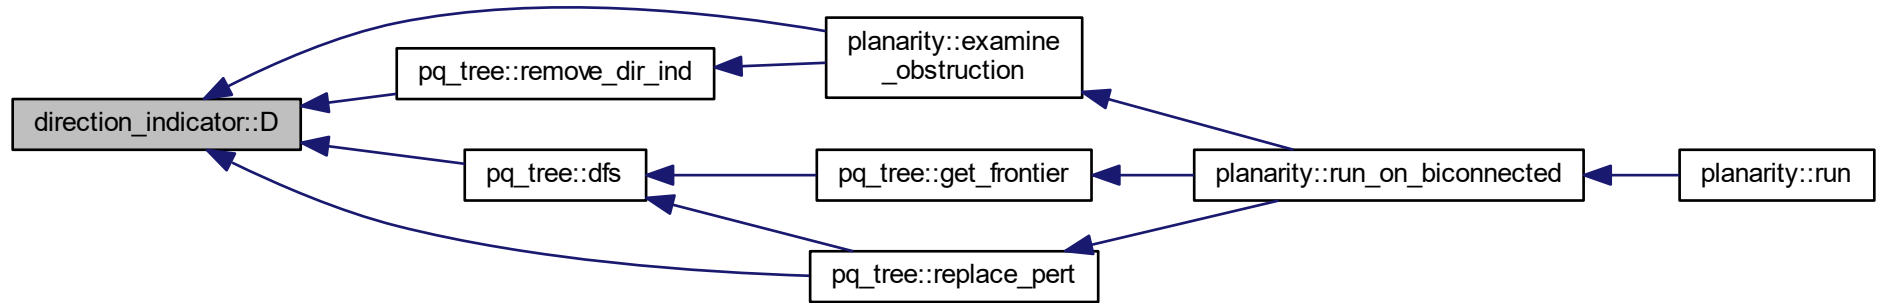 direction_indicator::D
planarity::examine
_obstruction
pq_tree::remove_dir_ind
pq_tree::dfs
pq_tree::get_frontier
pq_tree::replace_pert
planarity::run_on_biconnected
planarity::run